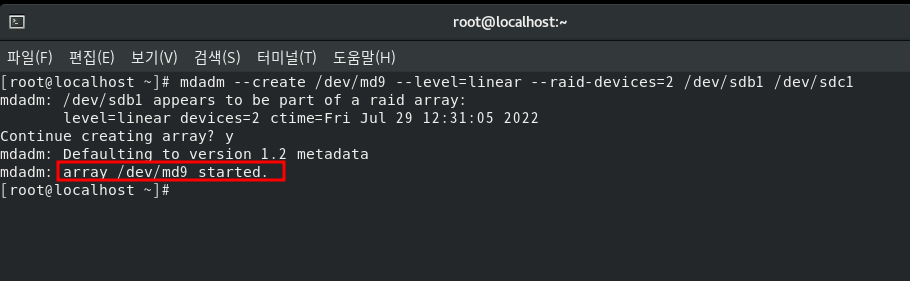 root@localhost:~
파일(F) 편집(E) 보기(V) 검색(S) 터미널(T) 도움말(H)
[root@localhost ~]# mdadm --create /dev/md9 --level=linear --raid-devices=2 /dev/sdb1 /dev/sdc1
mdadm: /dev/sdb1 appears to be part of a raid array:
       level=linear devices=2 ctime=Fri Jul 29 12:31:05 2022
Continue creating array? y
mdadm: Defaulting to version 1.2 metadata
mdadm: array /dev/md9 started.
[root@localhost ~]#